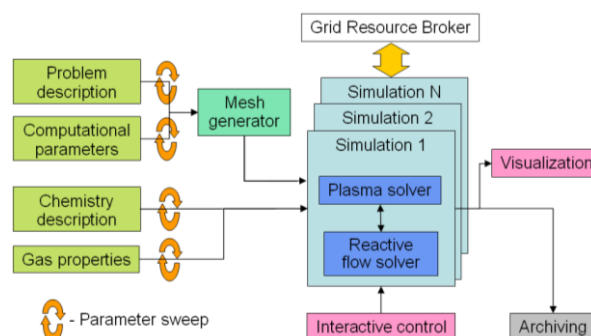 Grid Resource Broker
Problem
description
Computational
parameters
Mesh
generator
Chemistry
description
Gas properties
- Parameter sweep
Simulation N
Simulation 2
Simulation 1
Plasma solver
Reactive
flow solver
Interactive control
Visualization
Archiving